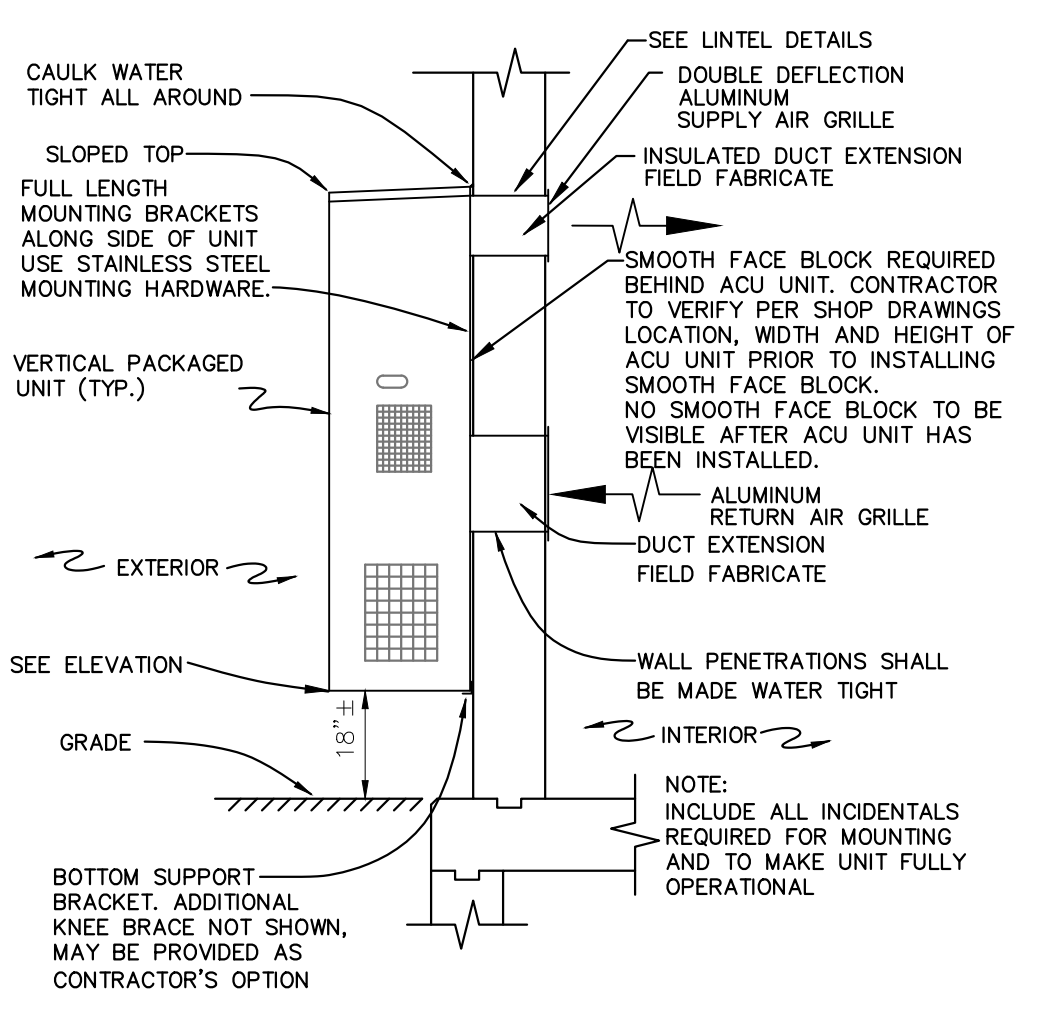 CAULK WATER
TIGHT ALL AROUND
SLOPED TOP
FULL LENGTH
MOUNTING BRACKETS
ALONG SIDE OF UNIT
USE STAINLESS STEEL
MOUNTING HARDWARE.
VERTICAL PACKAGED
UNIT (TYP.)
EXTERIOR
SEE ELEVATION
18"±
GRADE
BOTTOM SUPPORT
BRACKET. ADDITIONAL
KNEE BRACE NOT SHOWN,
MAY BE PROVIDED AS
CONTRACTOR'S OPTION
SEE LINTEL DETAILS
DOUBLE DEFLECTION
ALUMINUM
SUPPLY AIR GRILLE
INSULATED DUCT EXTENSION
FIELD FABRICATE
SMOOTH FACE BLOCK REQUIRED
BEHIND ACU UNIT. CONTRACTOR
TO VERIFY PER SHOP DRAWINGS
LOCATION, WIDTH AND HEIGHT OF
ACU UNIT PRIOR TO INSTALLING
SMOOTH FACE BLOCK.
NO SMOOTH FACE BLOCK TO BE
VISIBLE AFTER ACU UNIT HAS
BEEN INSTALLED.
ALUMINUM
RETURN AIR GRILLE
DUCT EXTENSION
FIELD FABRICATE
WALL PENETRATIONS SHALL
BE MADE WATER TIGHT
INTERIOR
NOTE:
INCLUDE ALL INCIDENTALS
REQUIRED FOR MOUNTING
AND TO MAKE UNIT FULLY
OPERATIONAL